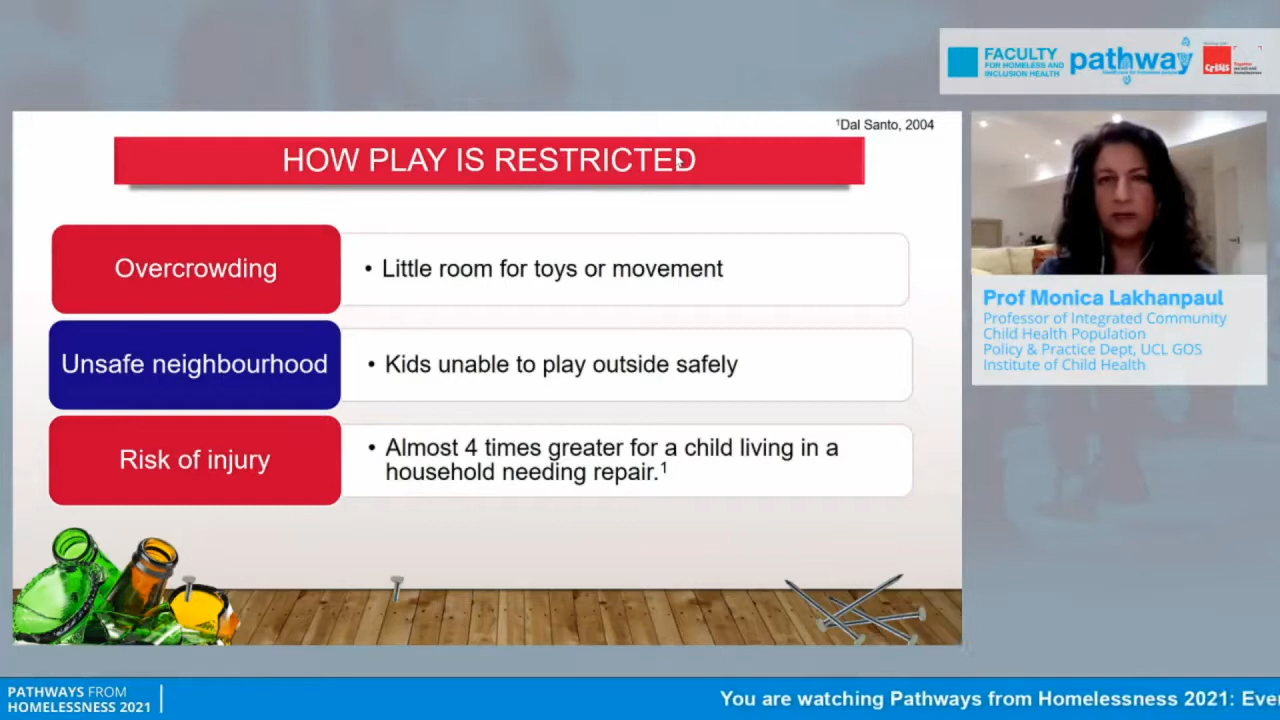 FACULTY
FOR HOMELESS AND
INCLUSION HEALTH
pathway
CRISIS
¹Dal Santo, 2004
HOW PLAY IS RESTRICTED
Overcrowding
• Little room for toys or movement
Unsafe neighbourhood
• Kids unable to play outside safely
Risk of injury
• Almost 4 times greater for a child living in a
household needing repair.¹
Prof Monica Lakhanpaul
Professor of Integrated Community
Child Health Population
Policy & Practice Dept, UCL GOS
Institute of Child Health
PATHWAYS FROM
HOMELESSNESS 2021
You are watching Pathways from Homelessness 2021: Eve